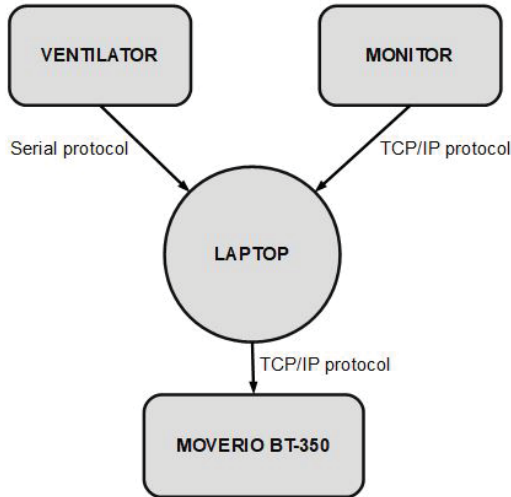 VENTILATOR
MONITOR
Serial protocol
TCP/IP protocol
LAPTOP
TCP/IP protocol
MOVERIO BT-350